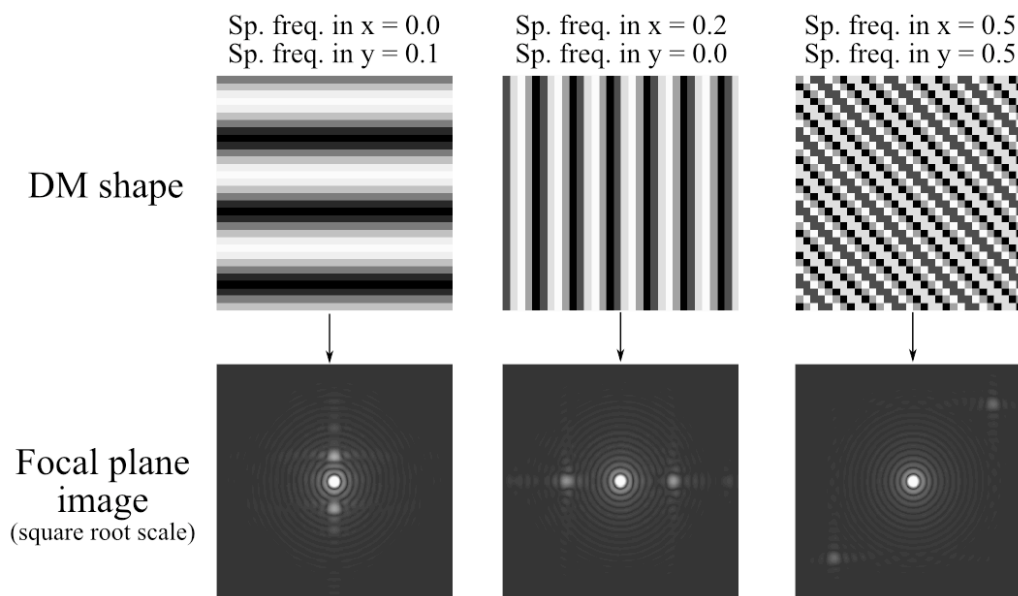 Sp. freq. in x = 0.0
Sp. freq. in y = 0.1
Sp. freq. in x = 0.2
Sp. freq. in y = 0.0
Sp. freq. in x = 0.5
Sp. freq. in y = 0.5
DM shape
Focal plane
image
(square root scale)